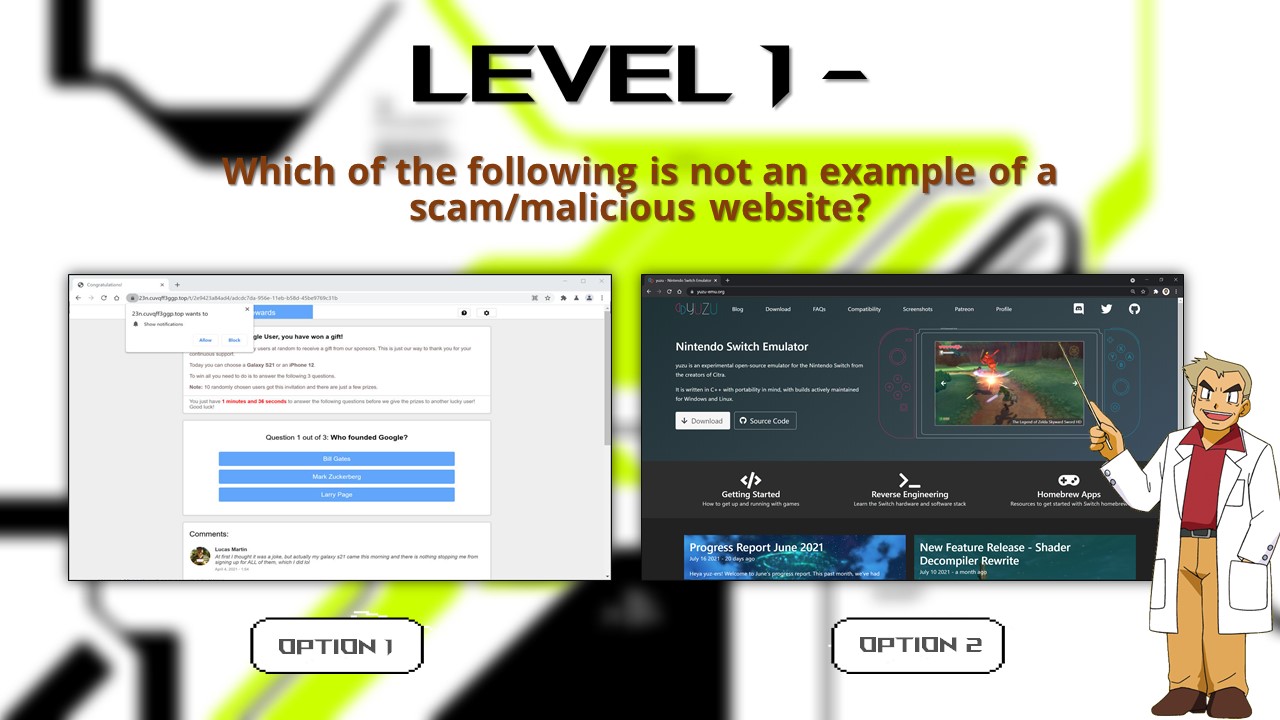 LEVEL 1 -
Which of the following is not an example of a
scam/malicious website?
Congratulations!
23n.cuvqff3ggp.top/t/2e9423a84ad4/adcdc7da-956e-11eb-b58d-45be9769c31b
23n.cuvqff3ggp.top wants to
Show notifications
Allow
Block
ewards
gle User, you have won a gift!
users at random to receive a gift from our sponsors. This is just our way to thank you for your
continuous support.
Today you can choose a Galaxy S21 or an iPhone 12.
To win all you need to do is to answer the following 3 questions.
Note: 10 randomly chosen users got this invitation and there are just a few prizes.
You just have 1 minutes and 36 seconds to answer the following questions before we give the prizes to another lucky user!
Good luck!
Question 1 out of 3: Who founded Google?
Bill Gates
Mark Zuckerberg
Larry Page
Comments:
Lucas Martin
At first I thought it was a joke, but actually my galaxy s21 came this morning and there is nothing stopping me from
signing up for ALL of them, which I did lol
yuzu - Nintendo Switch Emulator
yuzu-emu.org
YUZU
Blog
Download
FAQs
Compatibility
Screenshots
Patreon
Profile
Nintendo Switch Emulator
yuzu is an experimental open-source emulator for the Nintendo Switch from
the creators of Citra.
It is written in C++ with portability in mind, with builds actively maintained
for Windows and Linux.
Download
Source Code
The Legend of Zelda Skyward Sword HD
Getting Started
How to get up and running with games
Reverse Engineering
Learn the Switch hardware and software stack
Homebrew Apps
Resources to get started with Switch homebrew
Progress Report June 2021
July 16 2021 - 20 days ago
Heya yuz-ers! Welcome to June's progress report. This past month, we've had
New Feature Release - Shader
Decompiler Rewrite
July 10 2021 - a month ago
OPTION 1
OPTION 2